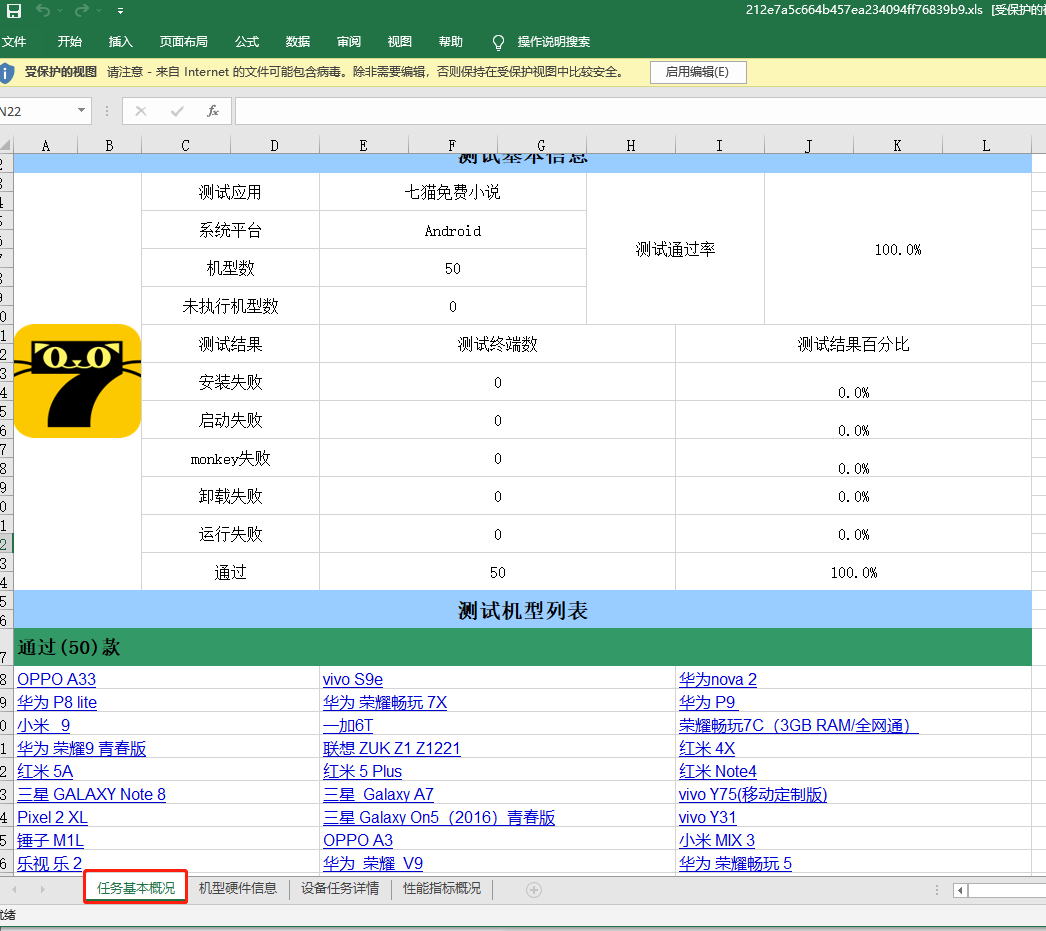 212e7a5c664b457ea234094ff76839b9.xls [受保护的视
文件 开始 插入 页面布局 公式 数据 审阅 视图 帮助 操作说明搜索
受保护的视图 请注意 - 来自 Internet 的文件可能包含病毒。除非需要编辑，否则保持在受保护视图中比较安全。 启用编辑(E)
N22 fx
A B C D E F G H I J K L
2 测试基本信息
测试应用 七猫免费小说
系统平台 Android
测试通过率 100.0%
机型数 50
未执行机型数 0
测试结果 测试终端数 测试结果百分比
安装失败 0 0.0%
启动失败 0 0.0%
monkey失败 0 0.0%
卸载失败 0 0.0%
运行失败 0 0.0%
通过 50 100.0%
测试机型列表
通过(50)款
OPPO A33 vivo S9e 华为nova 2
华为 P8 lite 华为 荣耀畅玩 7X 华为 P9
小米 9 一加6T 荣耀畅玩7C（3GB RAM/全网通）
华为 荣耀9 青春版 联想 ZUK Z1 Z1221 红米 4X
红米 5A 红米 5 Plus 红米 Note4
三星 GALAXY Note 8 三星 Galaxy A7 vivo Y75(移动定制版)
Pixel 2 XL 三星 Galaxy On5（2016）青春版 vivo Y31
锤子 M1L OPPO A3 小米 MIX 3
乐视 乐 2 华为 荣耀 V9 华为 荣耀畅玩 5
任务基本概况 机型硬件信息 设备任务详情 性能指标概况
就绪